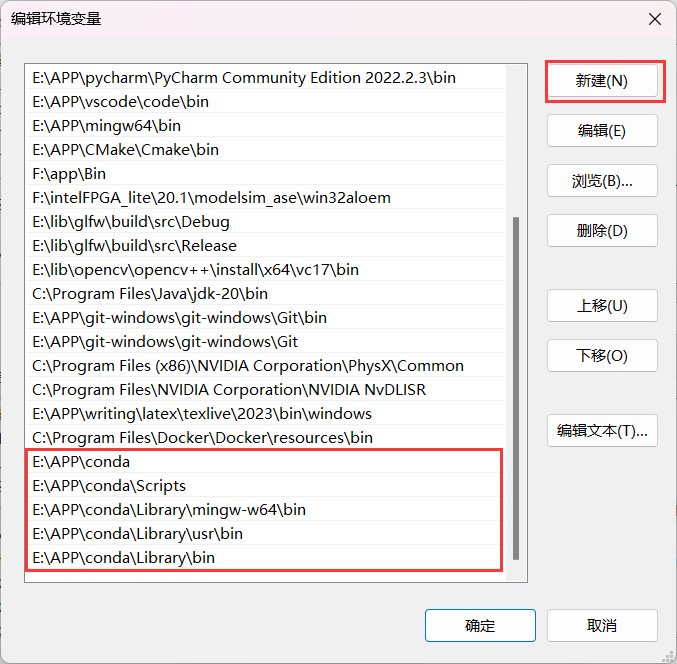 编辑环境变量
E:\APP\pycharm\PyCharm Community Edition 2022.2.3\bin
E:\APP\vscode\code\bin
E:\APP\mingw64\bin
E:\APP\CMake\Cmake\bin
F:\app\Bin
F:\intelFPGA_lite\20.1\modelsim_ase\win32aloem
E:\lib\glfw\build\src\Debug
E:\lib\glfw\build\src\Release
E:\lib\opencv\opencv++\install\x64\vc17\bin
C:\Program Files\Java\jdk-20\bin
E:\APP\git-windows\git-windows\Git\bin
E:\APP\git-windows\git-windows\Git
C:\Program Files (x86)\NVIDIA Corporation\PhysX\Common
C:\Program Files\NVIDIA Corporation\NVIDIA NvDLISR
E:\APP\writing\latex\texlive\2023\bin\windows
C:\Program Files\Docker\Docker\resources\bin
E:\APP\conda
E:\APP\conda\Scripts
E:\APP\conda\Library\mingw-w64\bin
E:\APP\conda\Library\usr\bin
E:\APP\conda\Library\bin
新建(N)
编辑(E)
浏览(B)...
删除(D)
上移(U)
下移(O)
编辑文本(T)...
确定
取消